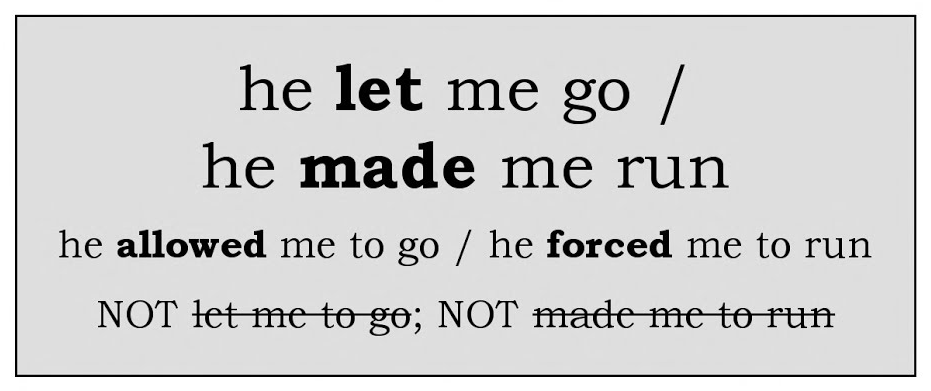 he let me go /
he made me run
he allowed me to go / he forced me to run
NOT let me to go; NOT made me to run